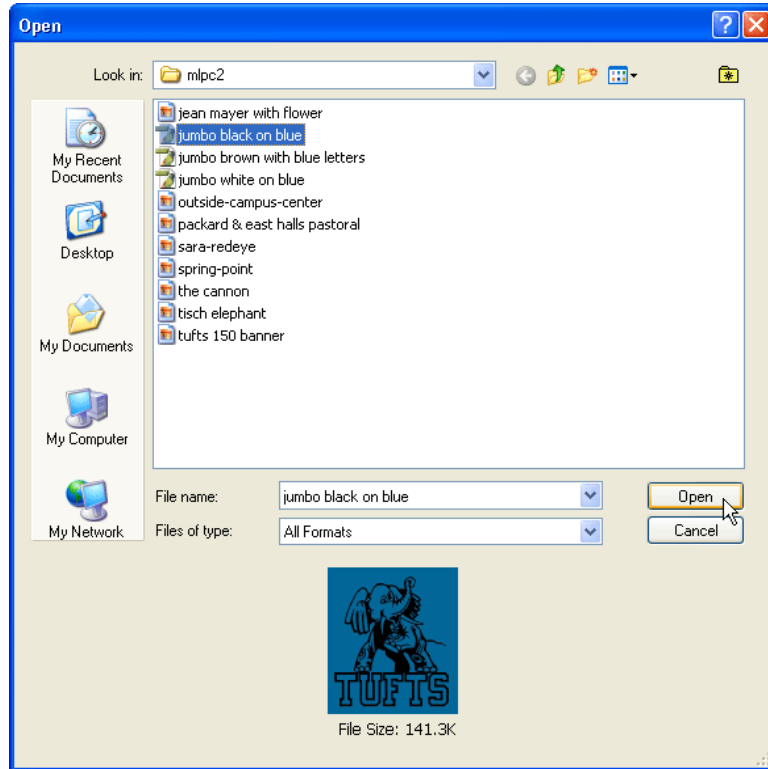 Open
Look in: mlpc2
My Recent
Documents
Desktop
My Documents
My Computer
My Network
jean mayer with flower
jumbo black on blue
jumbo brown with blue letters
jumbo white on blue
outside-campus-center
packard & east halls pastoral
sara-redeye
spring-point
the cannon
tisch elephant
tufts 150 banner
File name: jumbo black on blue Open
Files of type: All Formats Cancel
TUFTS
File Size: 141.3K